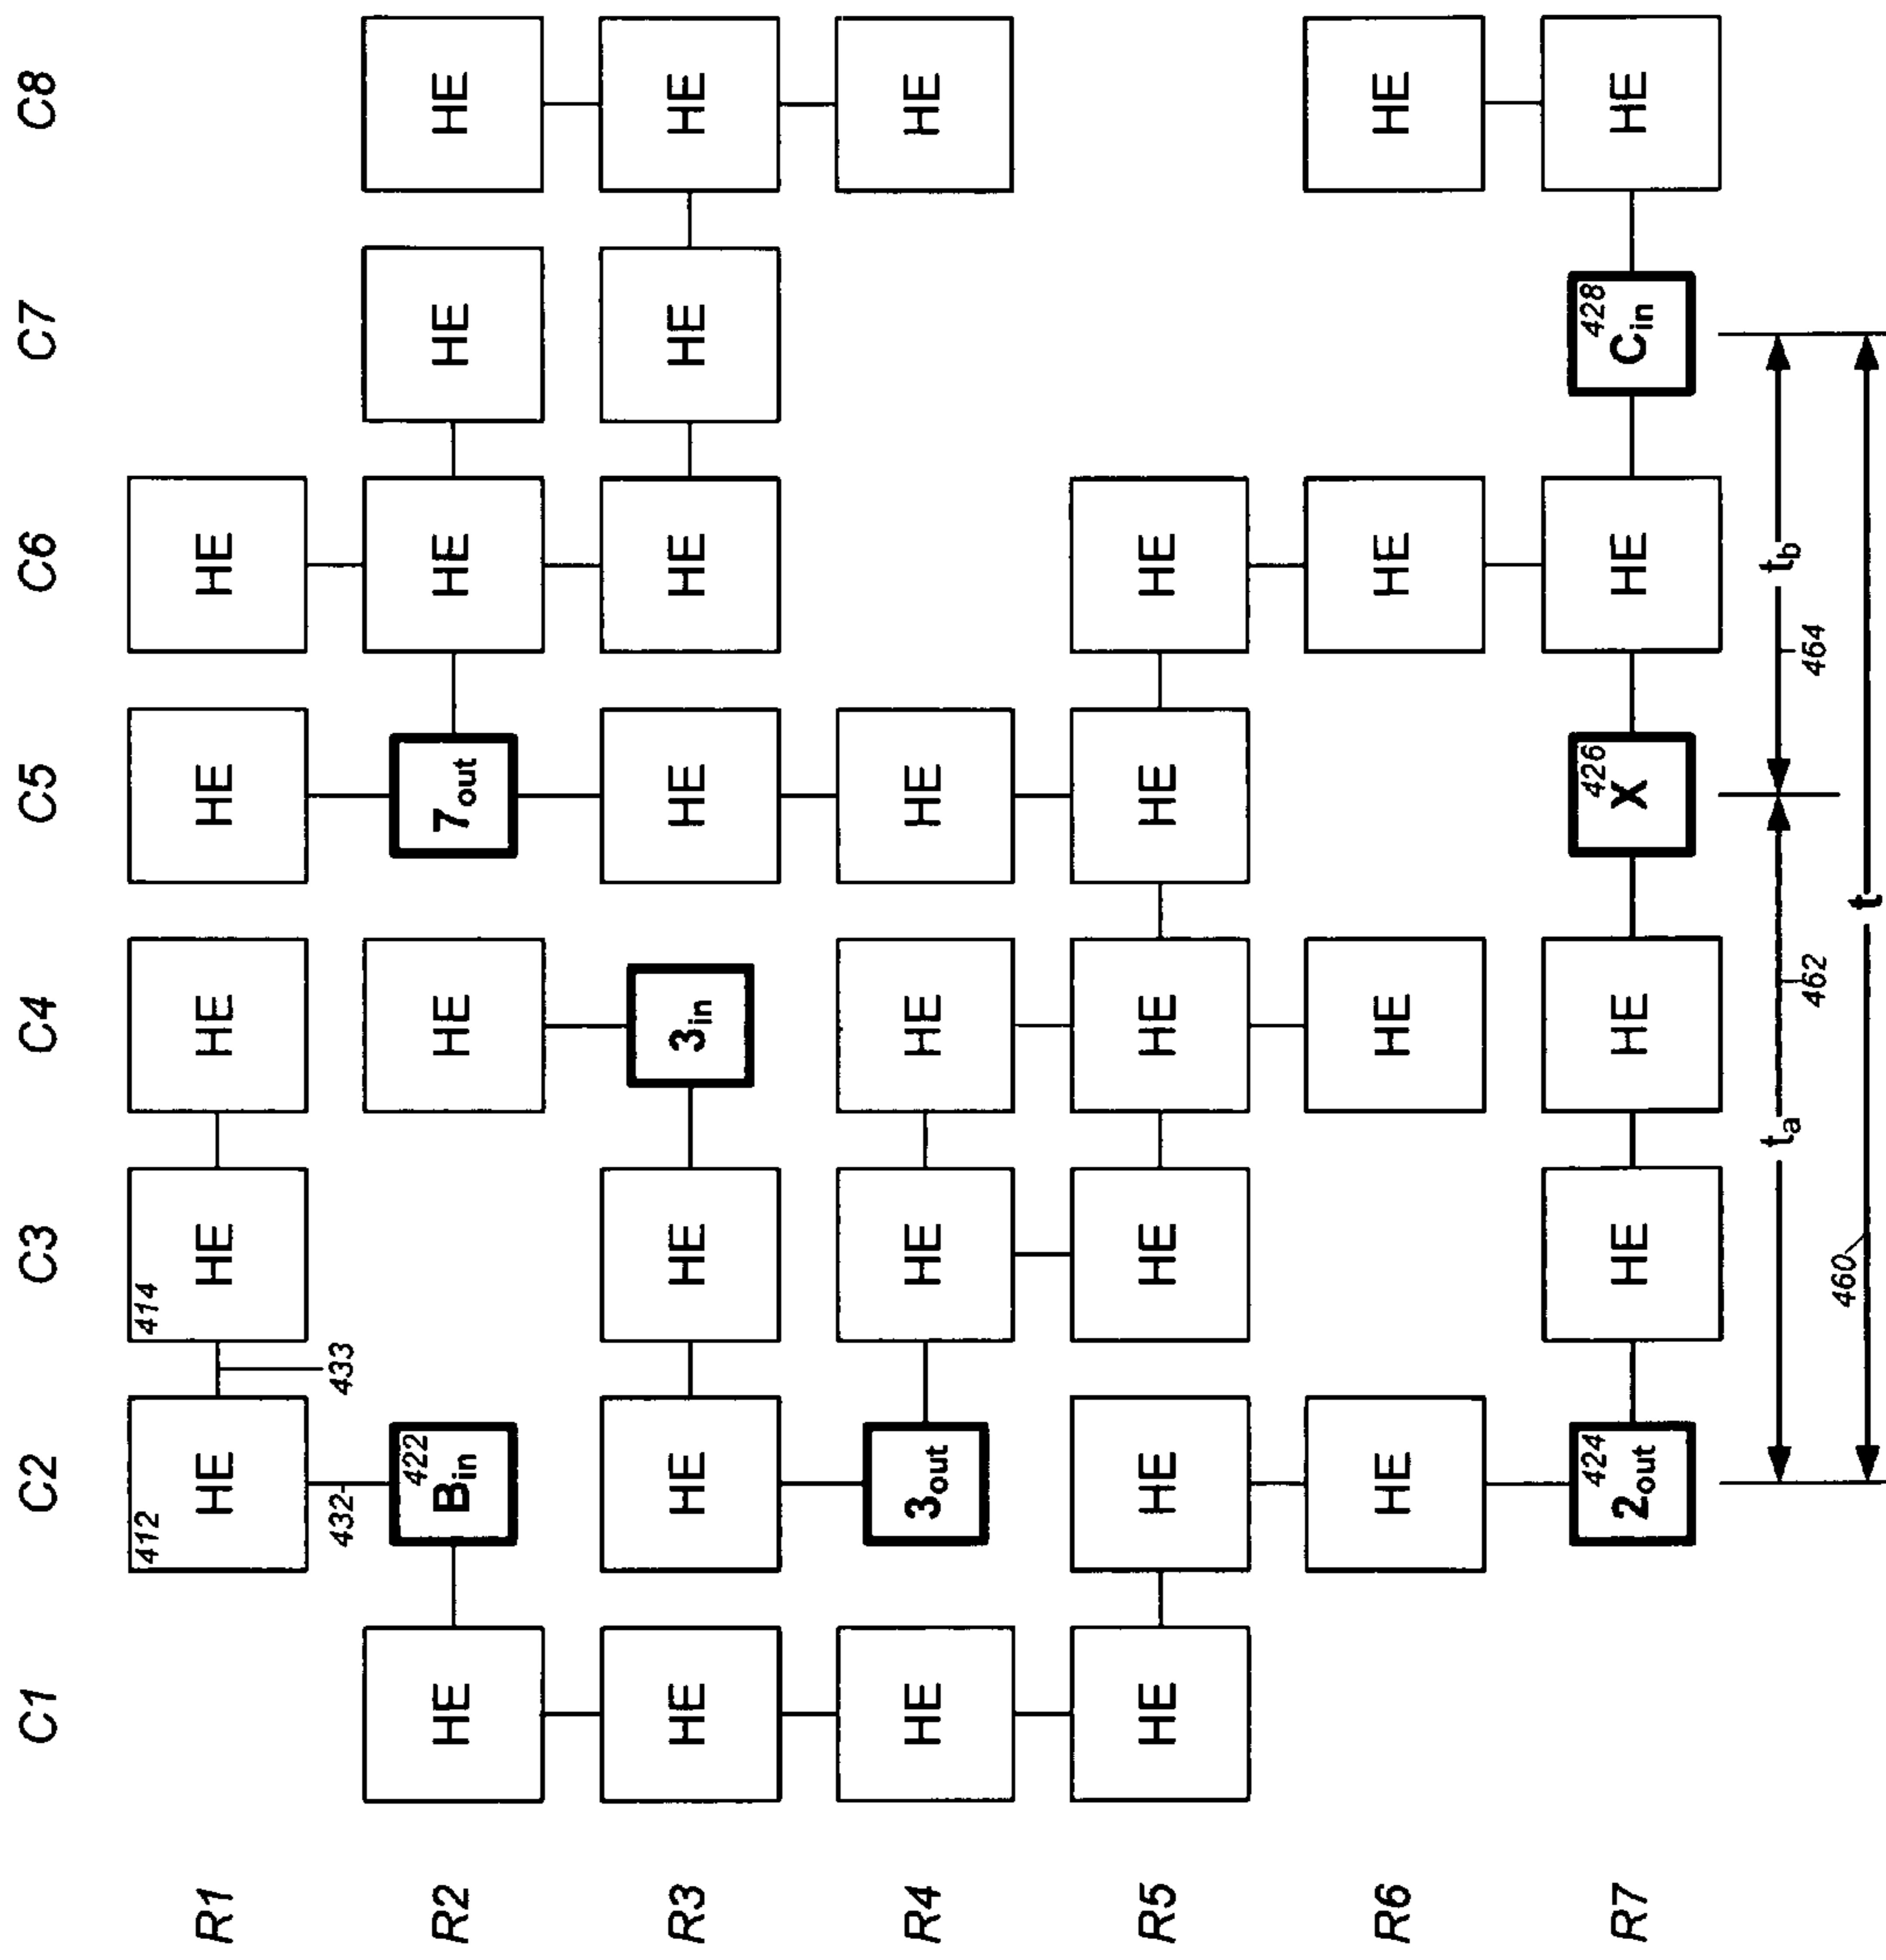 C1 C2 C3 C4 C5 C6 C7 C8
412 414
R1 HE HE HE HE HE
432 433
422
R2 HE Bin HE 7out HE HE HE
R3 HE HE HE 3in HE HE HE HE
R4 HE 3out HE HE HE HE
R5 HE HE HE HE HE HE
R6 HE HE HE HE
424 426 428
R7 2out HE HE X HE Cin HE
ta tb
462 464
460 t